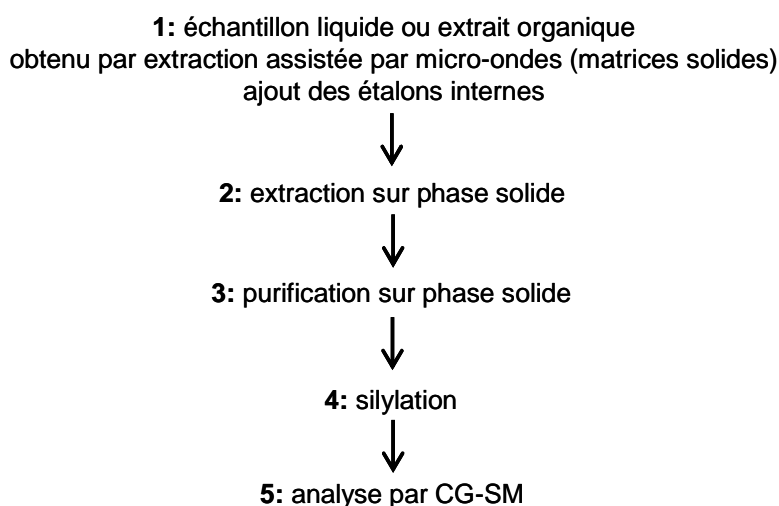 1: échantillon liquide ou extrait organique
obtenu par extraction assistée par micro-ondes (matrices solides)
ajout des étalons internes
2: extraction sur phase solide
3: purification sur phase solide
4: silylation
5: analyse par CG-SM